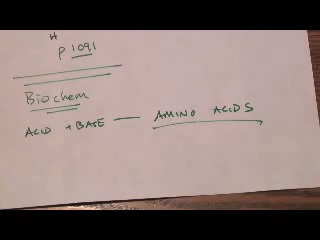 H
P 1091
Biochem
ACID + BASE — AMINO ACIDS